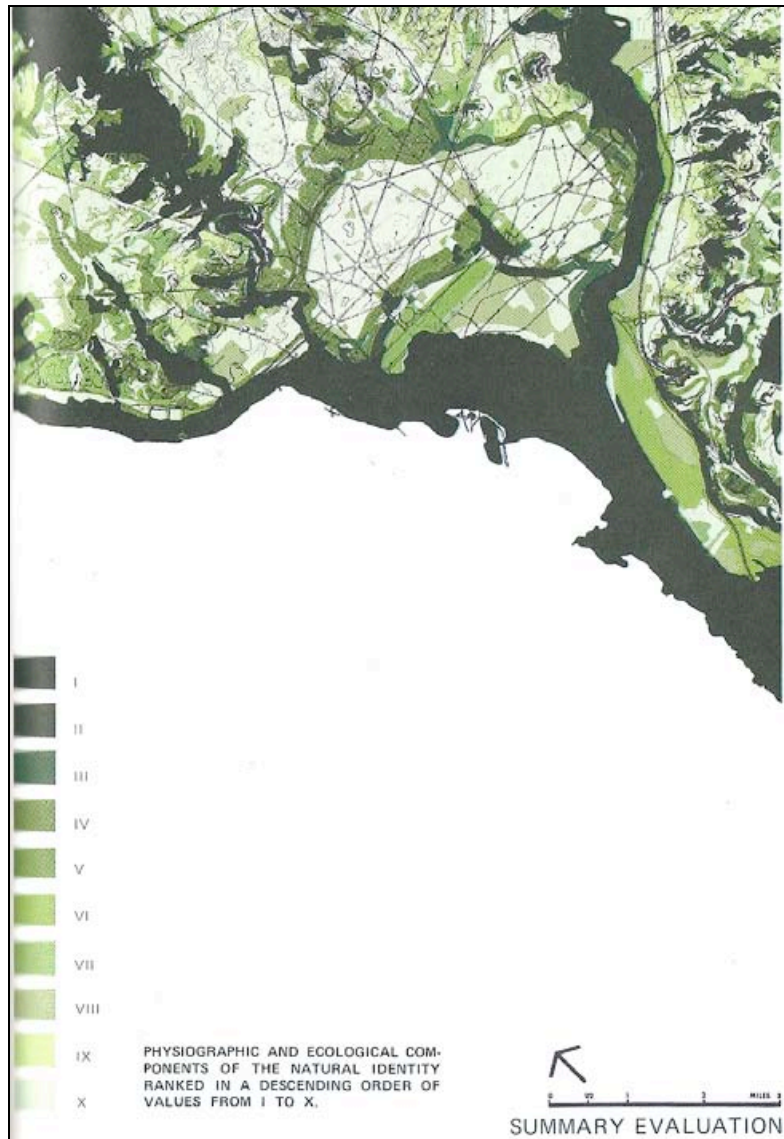 I
II
III
IV
V
VI
VII
VIII
IX
X
PHYSIOGRAPHIC AND ECOLOGICAL COM-
PONENTS OF THE NATURAL IDENTITY
RANKED IN A DESCENDING ORDER OF
VALUES FROM I TO X.
0 1/2 1 2 MILES 3
SUMMARY EVALUATION